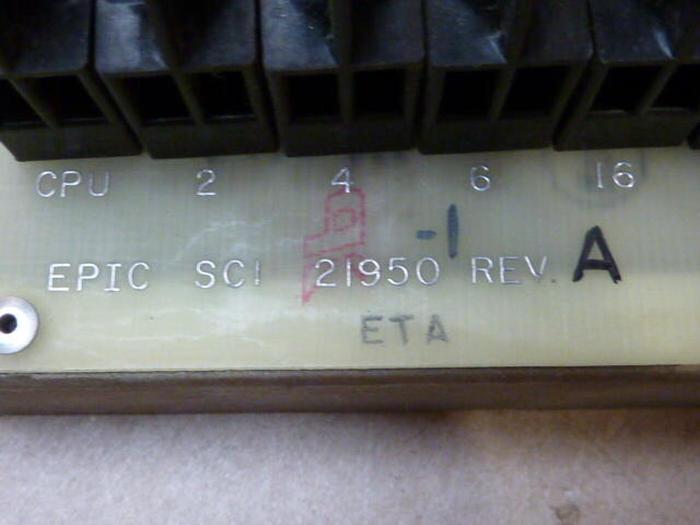 CPU 2 4 6 16
-1
EPIC SCI 21950 REV. A
ETA